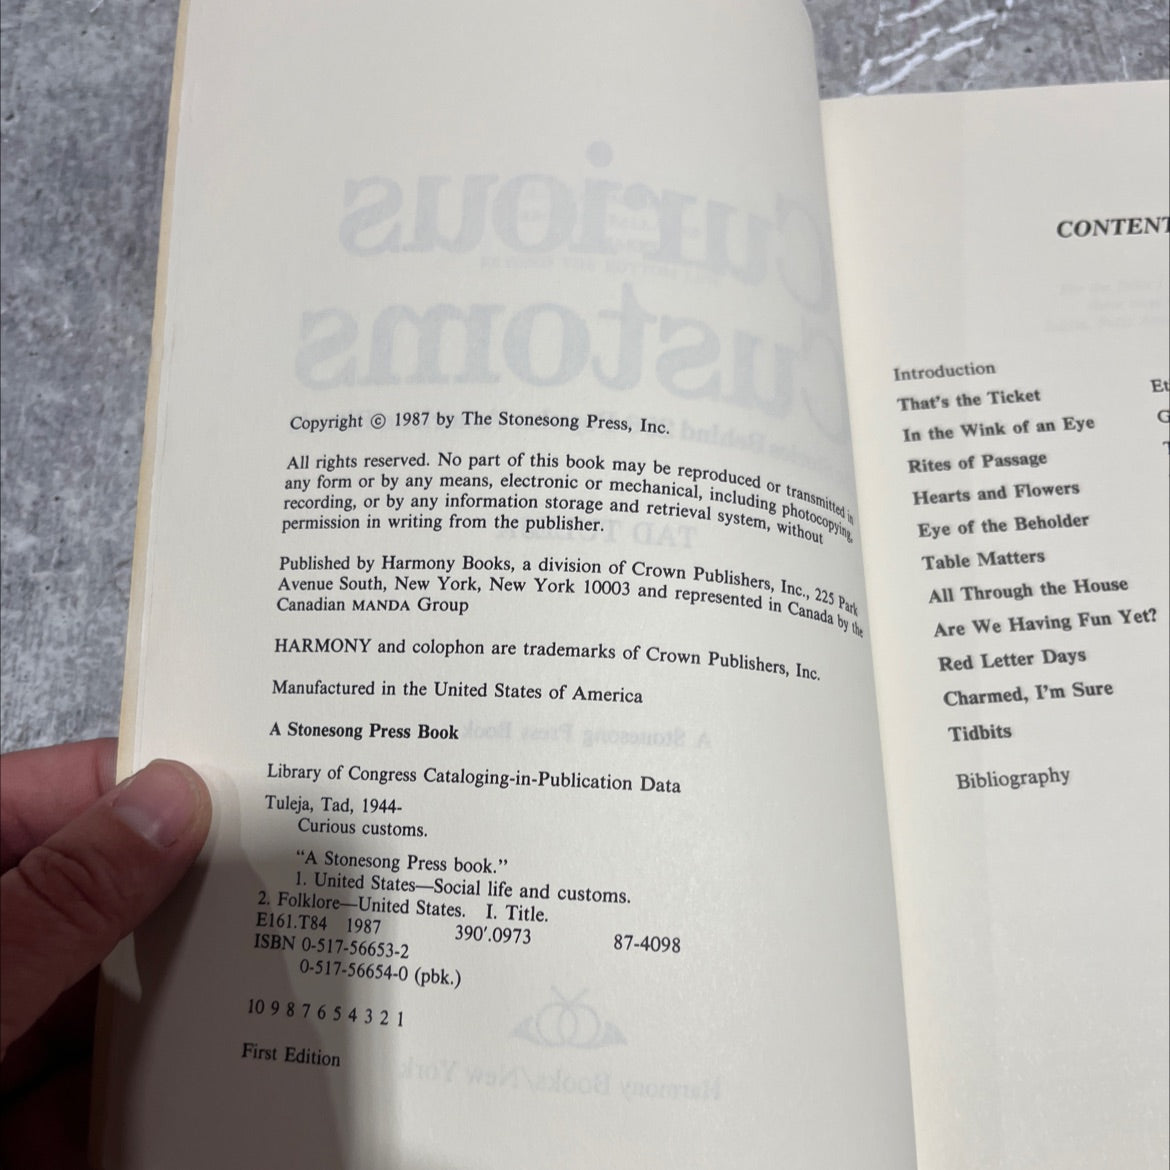 Copyright © 1987 by The Stonesong Press, Inc.
All rights reserved. No part of this book may be reproduced or transmitted in
any form or by any means, electronic or mechanical, including photocopying,
recording, or by any information storage and retrieval system, without
permission in writing from the publisher.
Published by Harmony Books, a division of Crown Publishers, Inc., 225 Park
Avenue South, New York, New York 10003 and represented in Canada by the
Canadian MANDA Group
HARMONY and colophon are trademarks of Crown Publishers, Inc.
Manufactured in the United States of America
A Stonesong Press Book
Library of Congress Cataloging-in-Publication Data
Tuleja, Tad, 1944-
Curious customs.
“A Stonesong Press book.”
1. United States—Social life and customs.
2. Folklore—United States. I. Title.
E161.T84 1987 390′.0973 87-4098
ISBN 0-517-56653-2
0-517-56654-0 (pbk.)
10 9 8 7 6 5 4 3 2 1
First Edition
CONTENT
Introduction
That's the Ticket
In the Wink of an Eye
Rites of Passage
Hearts and Flowers
Eye of the Beholder
Table Matters
All Through the House
Are We Having Fun Yet?
Red Letter Days
Charmed, I'm Sure
Tidbits
Bibliography
Et
G